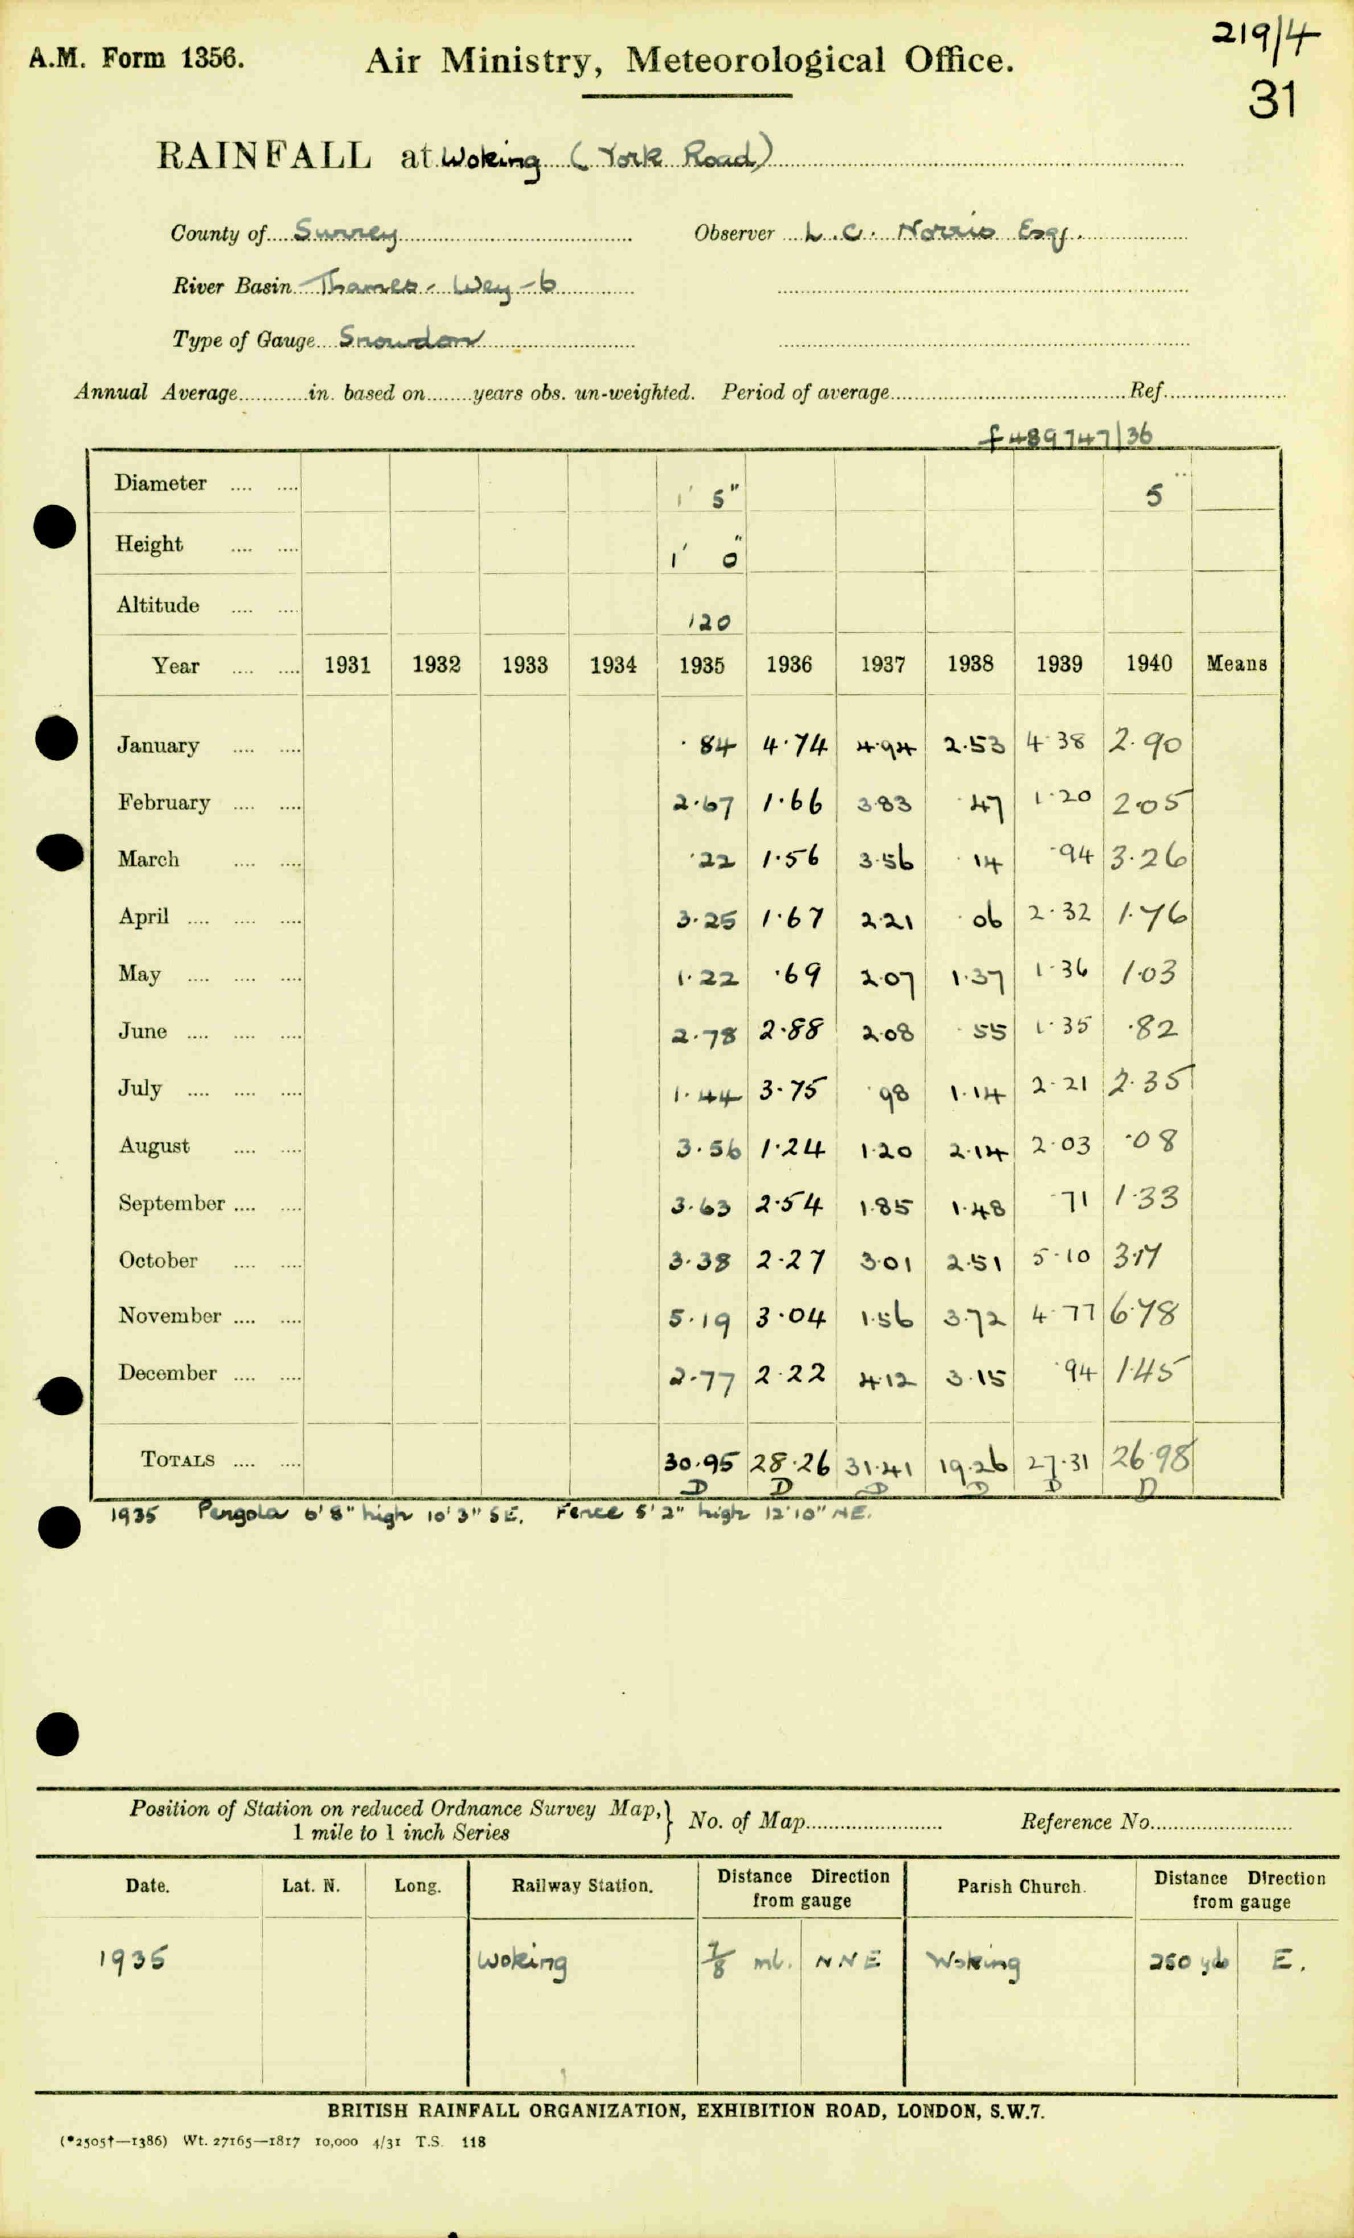 219/4
A.M. Form 1356.
Air Ministry, Meteorological Office.
31
RAINFALL at Woking (York Road)
County of Surrey Observer L.C. Norris Esq.
River Basin Thames - Wey - 6
Type of Gauge Snowdon
Annual Average in. based on years obs. un-weighted. Period of average Ref.
f 489747/36
Diameter 5" 5"
Height 1' 0"
Altitude 120
Year 1931 1932 1933 1934 1935 1936 1937 1938 1939 1940 Means
January ·84 4·74 4·94 2·53 4·38 2·90
February 2·67 1·66 3·83 ·47 1·20 2·05
March ·22 1·56 3·56 ·14 ·94 3·26
April 3·25 1·67 2·21 ·06 2·32 1·76
May 1·22 ·69 2·07 1·37 1·36 1·03
June 2·78 2·88 2·08 ·55 1·35 ·82
July 1·44 3·75 ·98 1·14 2·21 2·35
August 3·56 1·24 1·20 2·14 2·03 ·08
September 3·63 2·54 1·85 1·48 ·71 1·33
October 3·38 2·27 3·01 2·51 5·10 3·17
November 5·19 3·04 1·56 3·72 4·77 6·78
December 2·77 2·22 4·12 3·15 ·94 1·45
TOTALS 30·95 28·26 31·41 19·26 27·31 26·98
D D D D D D
1935 Pergola 6'8" high 10'3" SE. Fence 5'2" high 12'10" NE.
Position of Station on reduced Ordnance Survey Map, } No. of Map Reference No.
1 mile to 1 inch Series
Date. Lat. N. Long. Railway Station. Distance Direction from gauge Parish Church. Distance Direction from gauge
1935 Woking 7/8 ml. NNE Woking 250 yds E.
BRITISH RAINFALL ORGANIZATION, EXHIBITION ROAD, LONDON, S.W.7.
(*2505†—1386) Wt. 27165—1817 10,000 4/31 T.S. 118